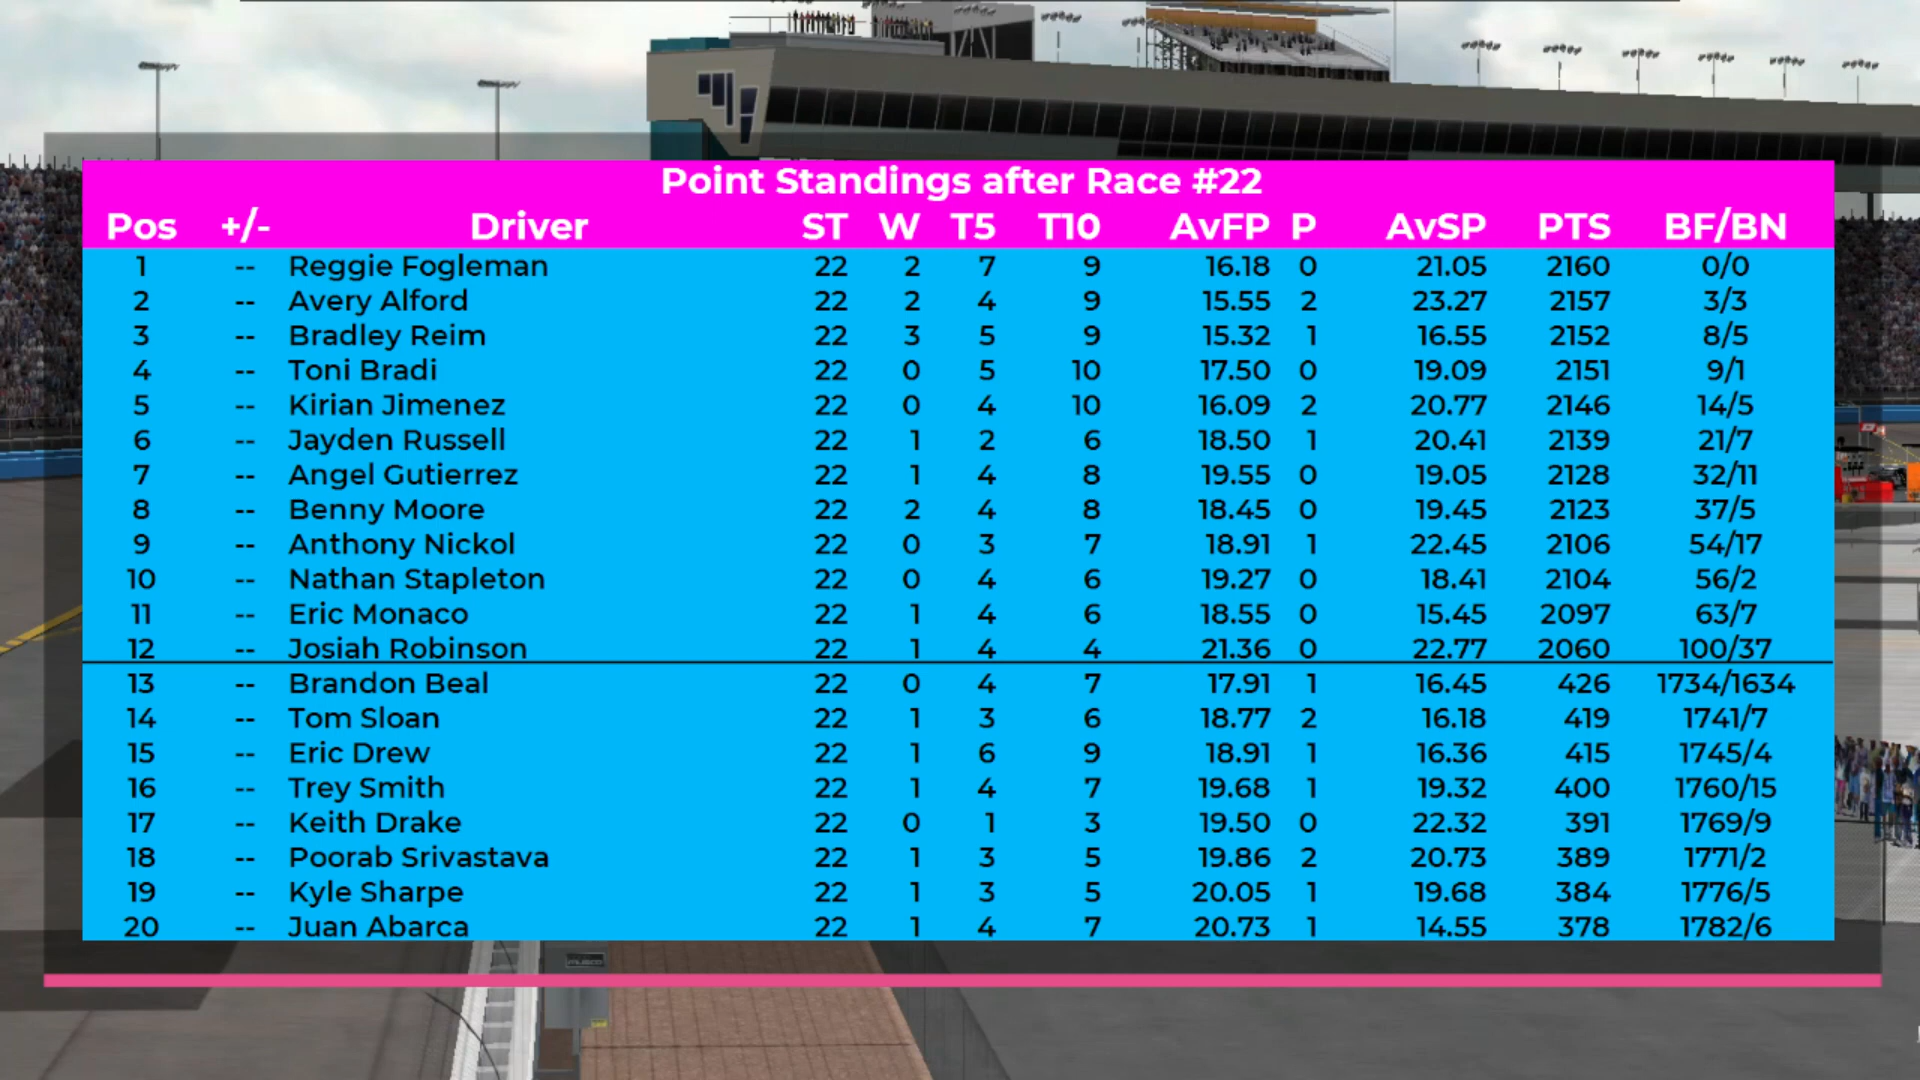 Point Standings after Race #22
Pos +/- Driver ST W T5 T10 AvFP P AvSP PTS BF/BN
1 -- Reggie Fogleman 22 2 7 9 16.18 0 21.05 2160 0/0
2 -- Avery Alford 22 2 4 9 15.55 2 23.27 2157 3/3
3 -- Bradley Reim 22 3 5 9 15.32 1 16.55 2152 8/5
4 -- Toni Bradi 22 0 5 10 17.50 0 19.09 2151 9/1
5 -- Kirian Jimenez 22 0 4 10 16.09 2 20.77 2146 14/5
6 -- Jayden Russell 22 1 2 6 18.50 1 20.41 2139 21/7
7 -- Angel Gutierrez 22 1 4 8 19.55 0 19.05 2128 32/11
8 -- Benny Moore 22 2 4 8 18.45 0 19.45 2123 37/5
9 -- Anthony Nickol 22 0 3 7 18.91 1 22.45 2106 54/17
10 -- Nathan Stapleton 22 0 4 6 19.27 0 18.41 2104 56/2
11 -- Eric Monaco 22 1 4 6 18.55 0 15.45 2097 63/7
12 -- Josiah Robinson 22 1 4 4 21.36 0 22.77 2060 100/37
13 -- Brandon Beal 22 0 4 7 17.91 1 16.45 426 1734/1634
14 -- Tom Sloan 22 1 3 6 18.77 2 16.18 419 1741/7
15 -- Eric Drew 22 1 6 9 18.91 1 16.36 415 1745/4
16 -- Trey Smith 22 1 4 7 19.68 1 19.32 400 1760/15
17 -- Keith Drake 22 0 1 3 19.50 0 22.32 391 1769/9
18 -- Poorab Srivastava 22 1 3 5 19.86 2 20.73 389 1771/2
19 -- Kyle Sharpe 22 1 3 5 20.05 1 19.68 384 1776/5
20 -- Juan Abarca 22 1 4 7 20.73 1 14.55 378 1782/6